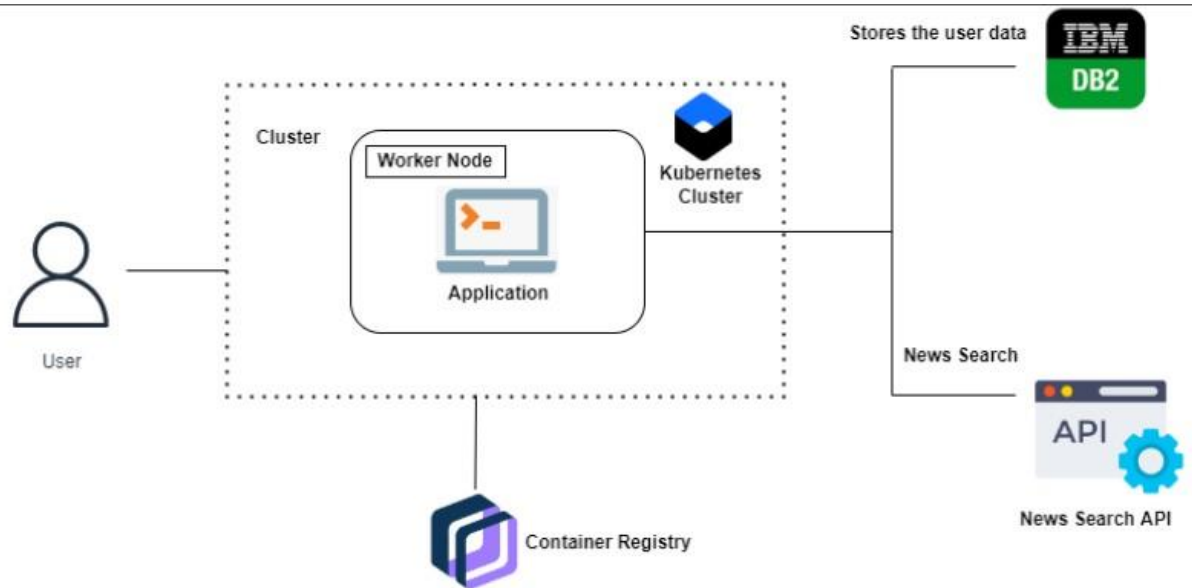 Stores the user data
IBM
DB2
Cluster
Worker Node
Kubernetes
Cluster
Application
User
News Search
API
News Search API
Container Registry